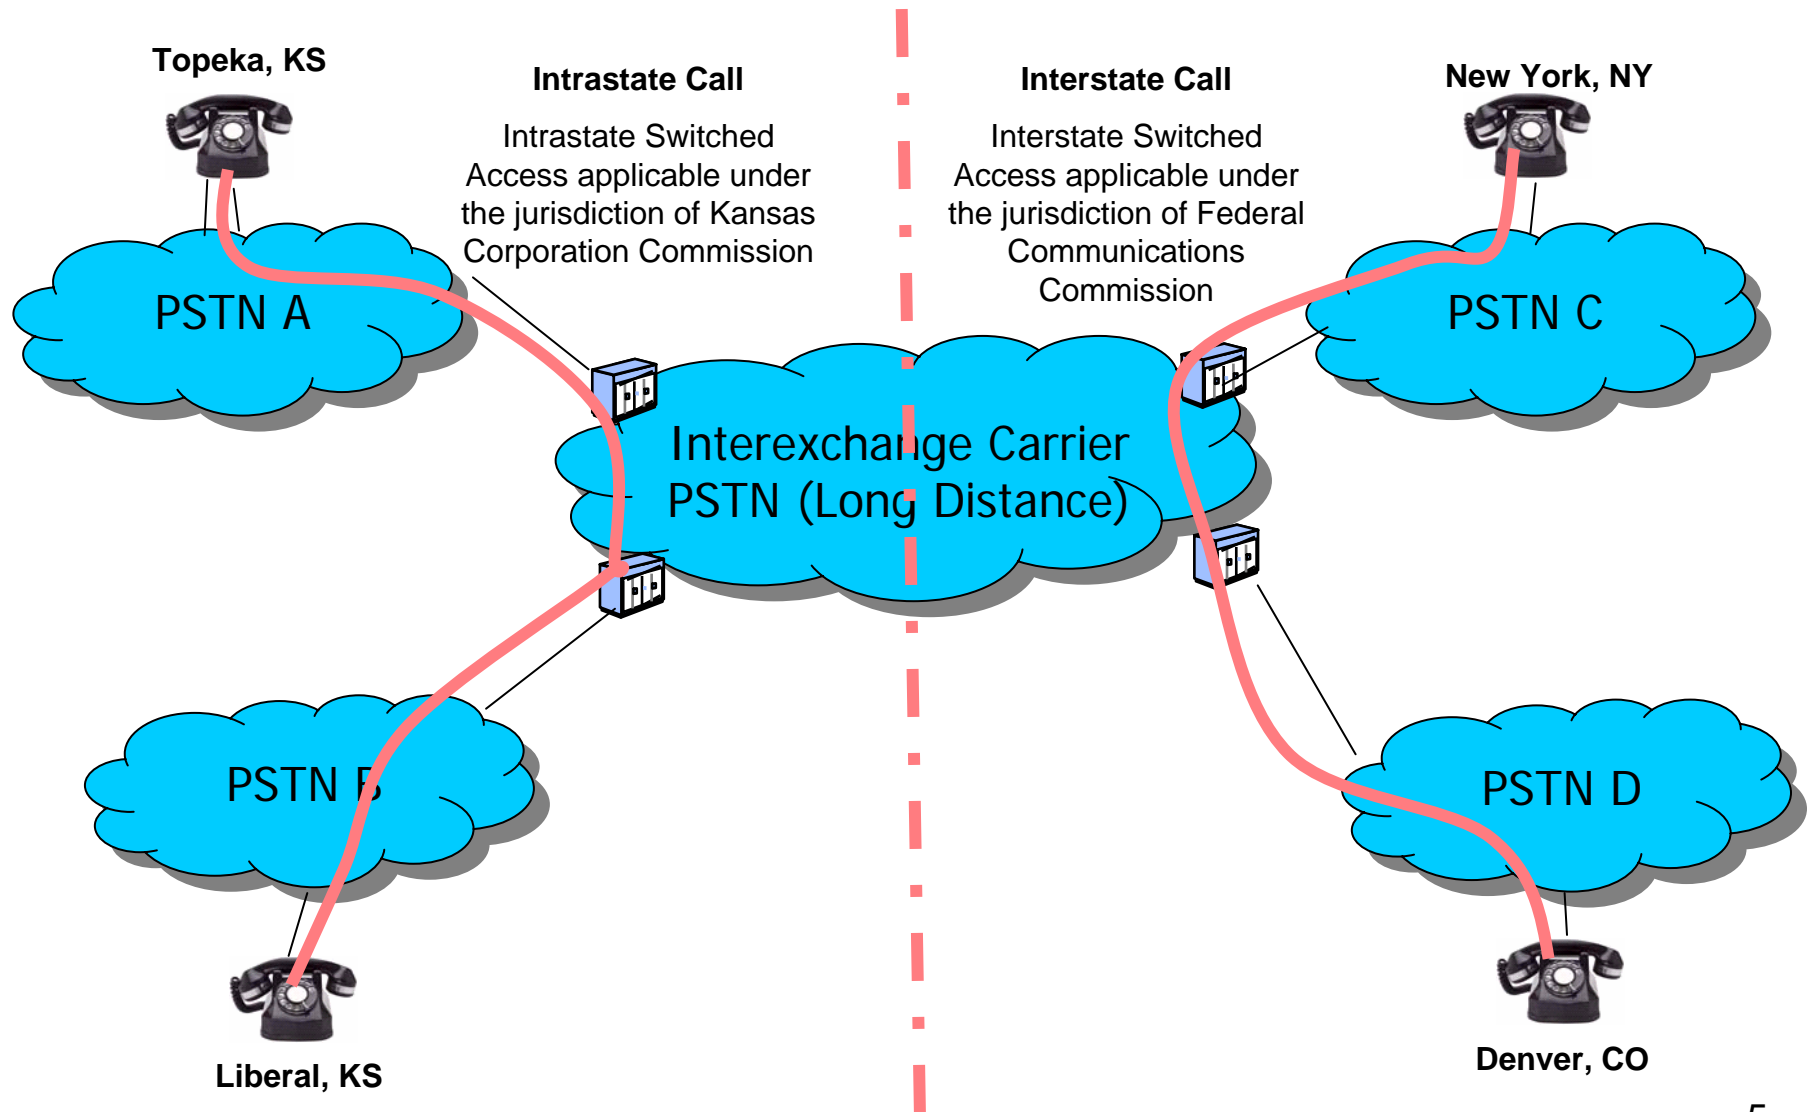 Topeka, KS
Intrastate Call
Intrastate Switched
Access applicable under
the jurisdiction of Kansas
Corporation Commission
Interstate Call
Interstate Switched
Access applicable under
the jurisdiction of Federal
Communications
Commission
New York, NY
PSTN A
PSTN C
Interexchange Carrier
PSTN (Long Distance)
PSTN B
PSTN D
Liberal, KS
Denver, CO
5